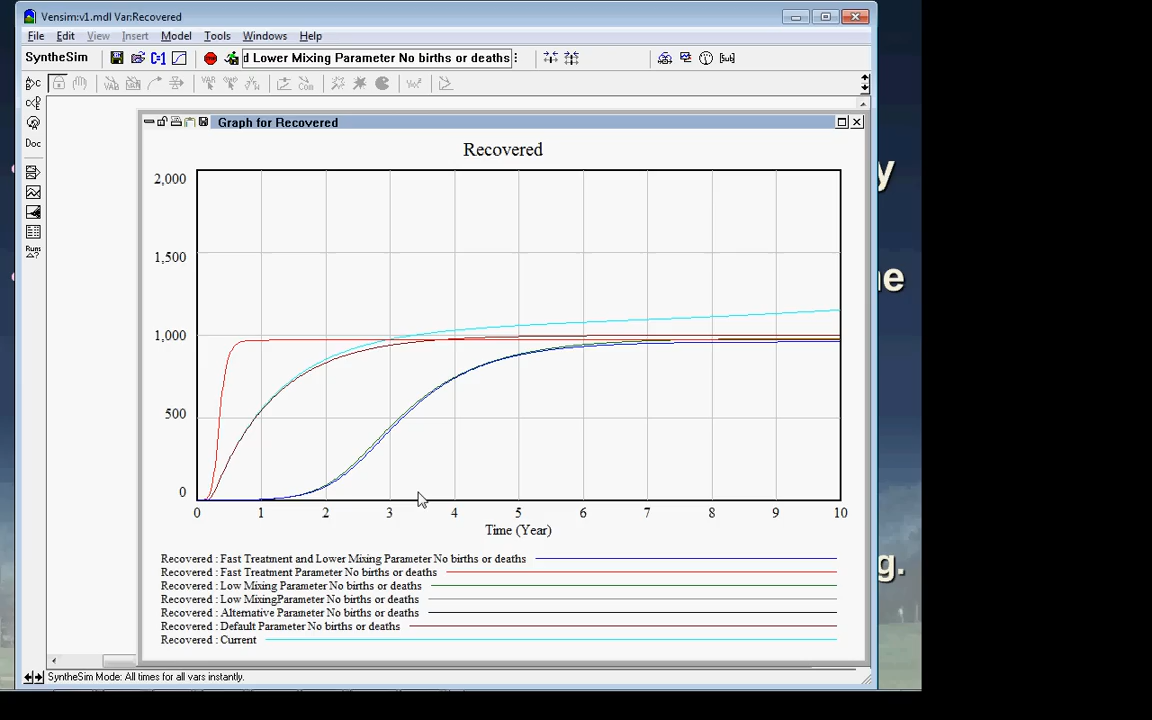 Vensim:v1.mdl Var:Recovered
File Edit View Insert Model Tools Windows Help
SyntheSim d Lower Mixing Parameter No births or deaths
Doc
Runs
Graph for Recovered
Recovered
2,000
1,500
1,000
500
0
0 1 2 3 4 5 6 7 8 9 10
Time (Year)
Recovered : Fast Treatment and Lower Mixing Parameter No births or deaths
Recovered : Fast Treatment Parameter No births or deaths
Recovered : Low Mixing Parameter No births or deaths
Recovered : Low MixingParameter No births or deaths
Recovered : Alternative Parameter No births or deaths
Recovered : Default Parameter No births or deaths
Recovered : Current
SyntheSim Mode: All times for all vars instantly.
y
ne
g.